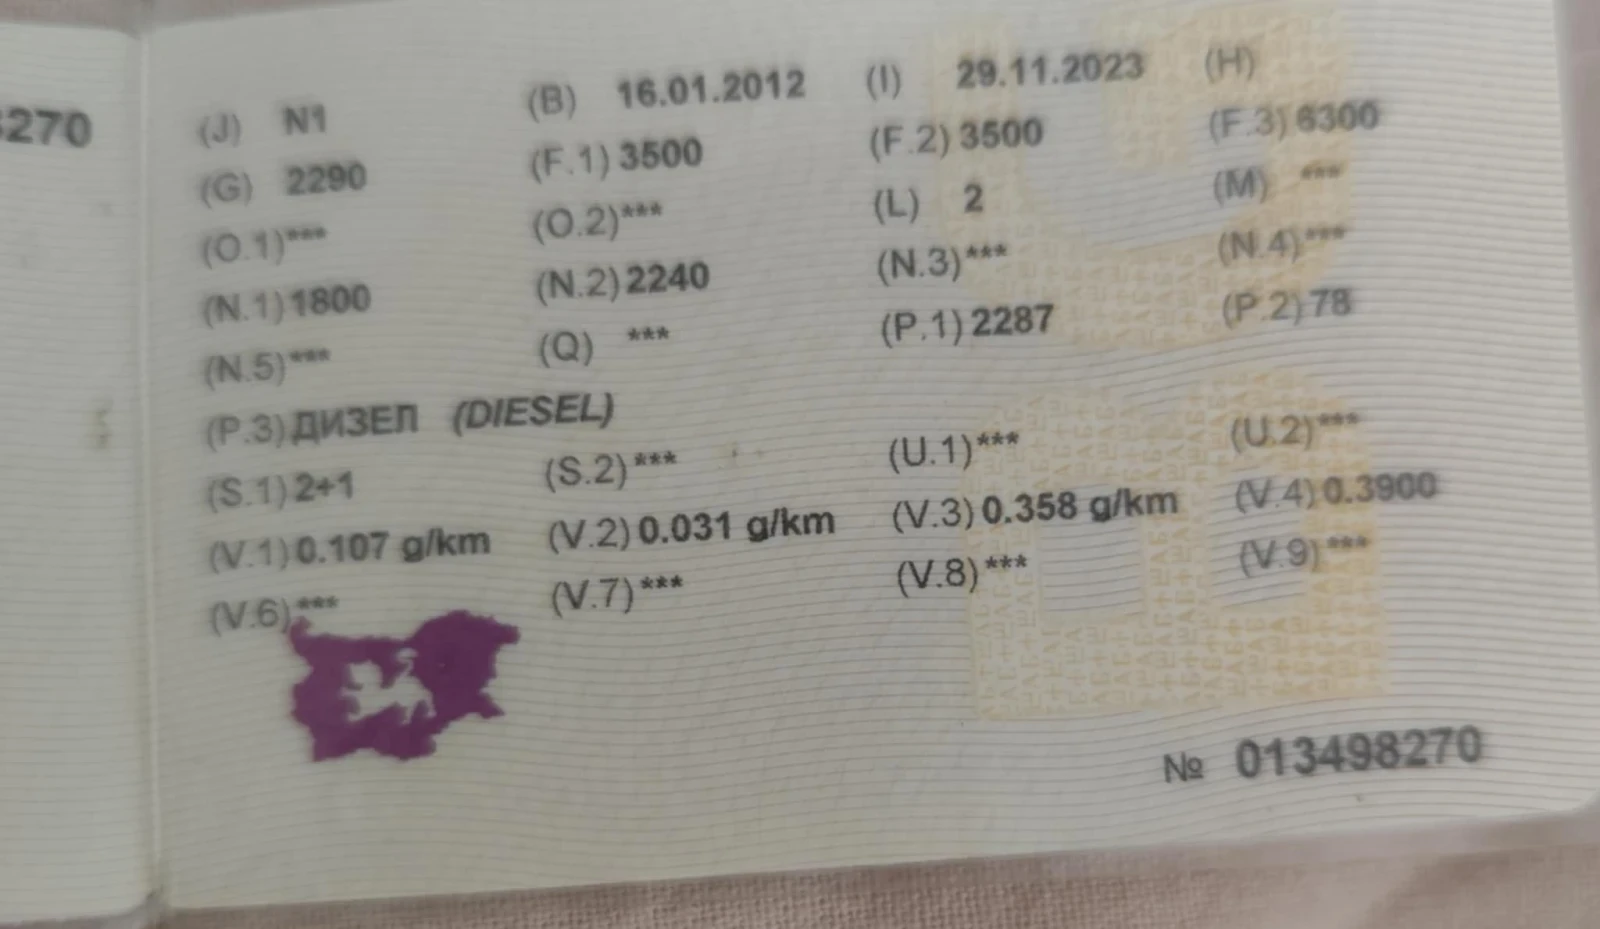 270
(J) N1 (B) 16.01.2012 (I) 29.11.2023 (H)
(G) 2290 (F.1) 3500 (F.2) 3500 (F.3) 6300
(O.1)*** (O.2)*** (L) 2 (M) ***
(N.1) 1800 (N.2) 2240 (N.3)*** (N.4)***
(N.5)*** (Q) *** (P.1) 2287 (P.2) 78
(P.3) ДИЗЕЛ (DIESEL)
(S.1) 2+1 (S.2)*** (U.1)*** (U.2)***
(V.1) 0.107 g/km (V.2) 0.031 g/km (V.3) 0.358 g/km (V.4) 0.3900
(V.6)*** (V.7)*** (V.8)*** (V.9)***
№ 013498270